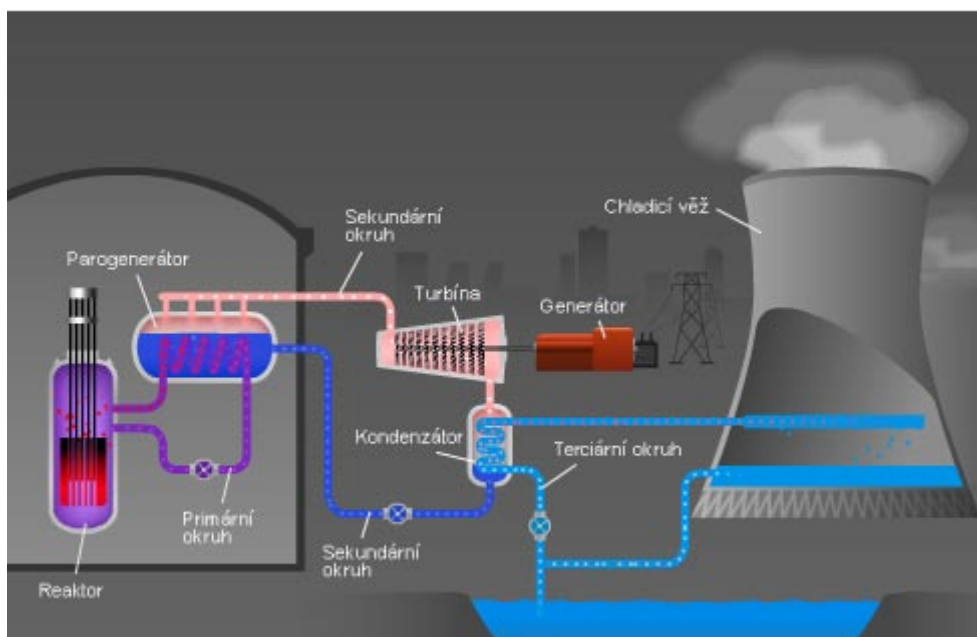 Chladicí věž
Sekundární
okruh
Parogenerátor
Turbína
Generátor
Kondenzátor
Terciární okruh
Primární
okruh
Sekundární
okruh
Reaktor